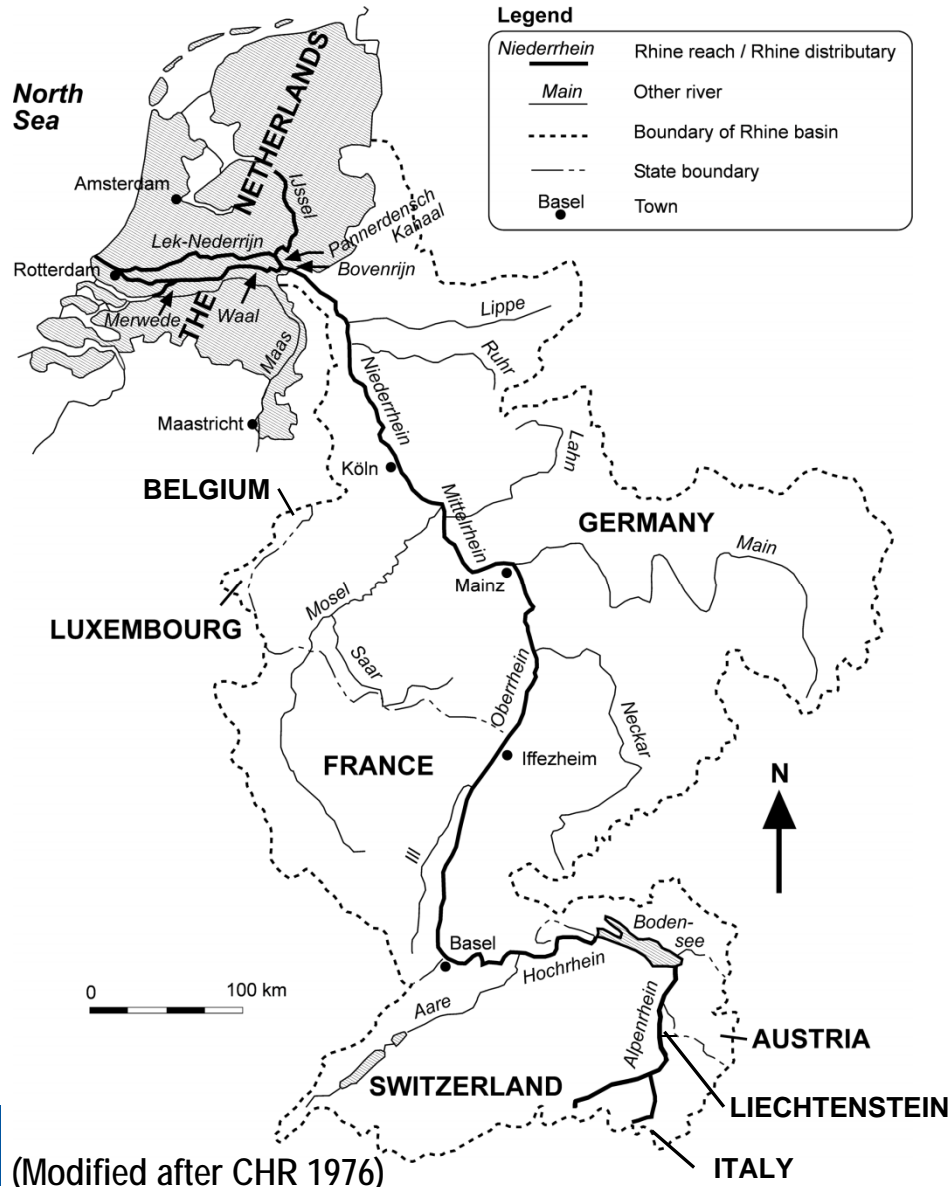 Legend
Niederrhein
Rhine reach / Rhine distributary
Main
Other river
Boundary of Rhine basin
State boundary
Basel
Town
North
Sea
THE NETHERLANDS
Amsterdam
IJssel
Pannerdensch
Kanaal
Lek-Nederrijn
Bovenrijn
Rotterdam
Merwede
Waal
Maas
Lippe
Ruhr
Niederrhein
Maastricht
Lahn
Köln
BELGIUM
Mittelrhein
GERMANY
Main
Mainz
Mosel
LUXEMBOURG
Saar
Oberrhein
Neckar
FRANCE
Iffezheim
N
Ill
Basel
Boden-
see
Hochrhein
0 100 km
Aare
Alpenrhein
AUSTRIA
SWITZERLAND
LIECHTENSTEIN
ITALY
(Modified after CHR 1976)